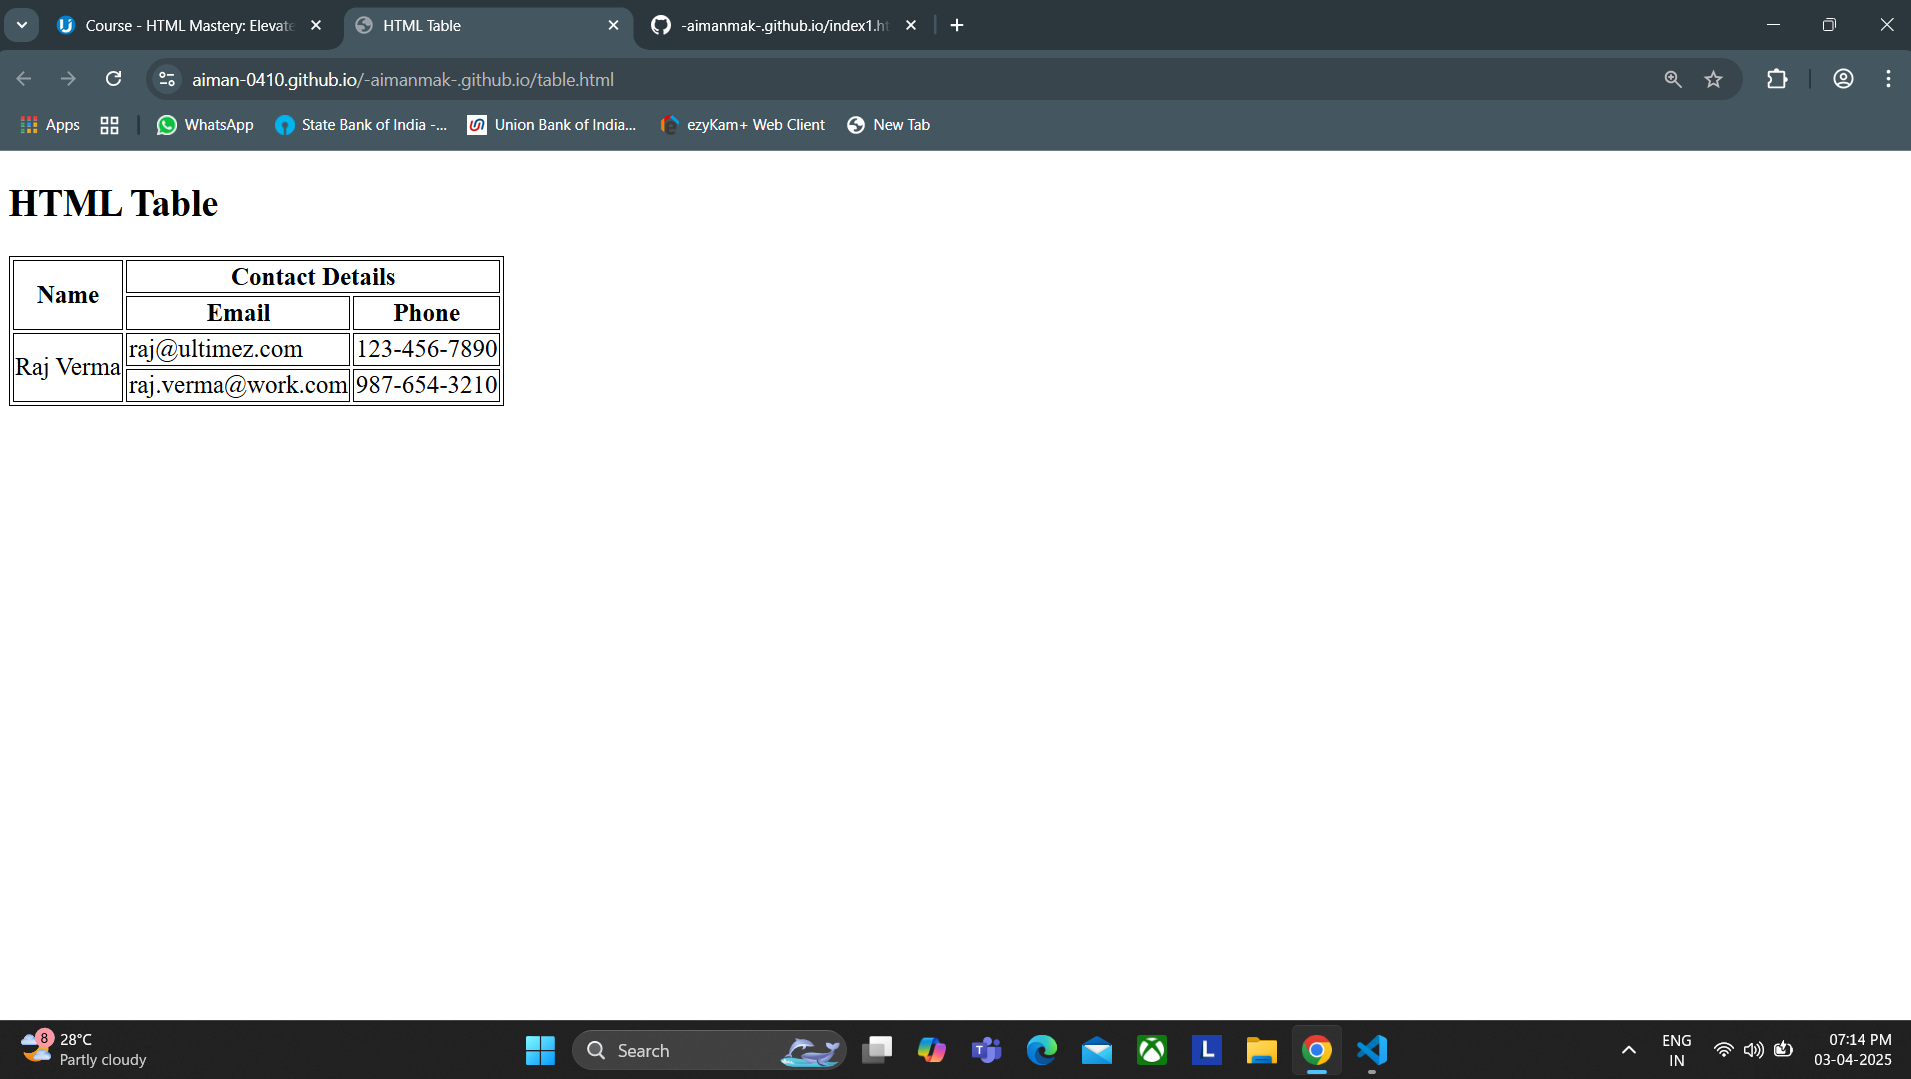 Course - HTML Mastery: Elevate
HTML Table
-aimanmak-.github.io/index1.ht
aiman-0410.github.io/-aimanmak-.github.io/table.html
Apps
WhatsApp
State Bank of India -...
Union Bank of India...
ezyKam+ Web Client
New Tab
HTML Table
Name
Contact Details
Email
Phone
Raj Verma
raj@ultimez.com
123-456-7890
raj.verma@work.com
987-654-3210
8
28°C
Partly cloudy
Search
T
L
ENG
IN
07:14 PM
03-04-2025